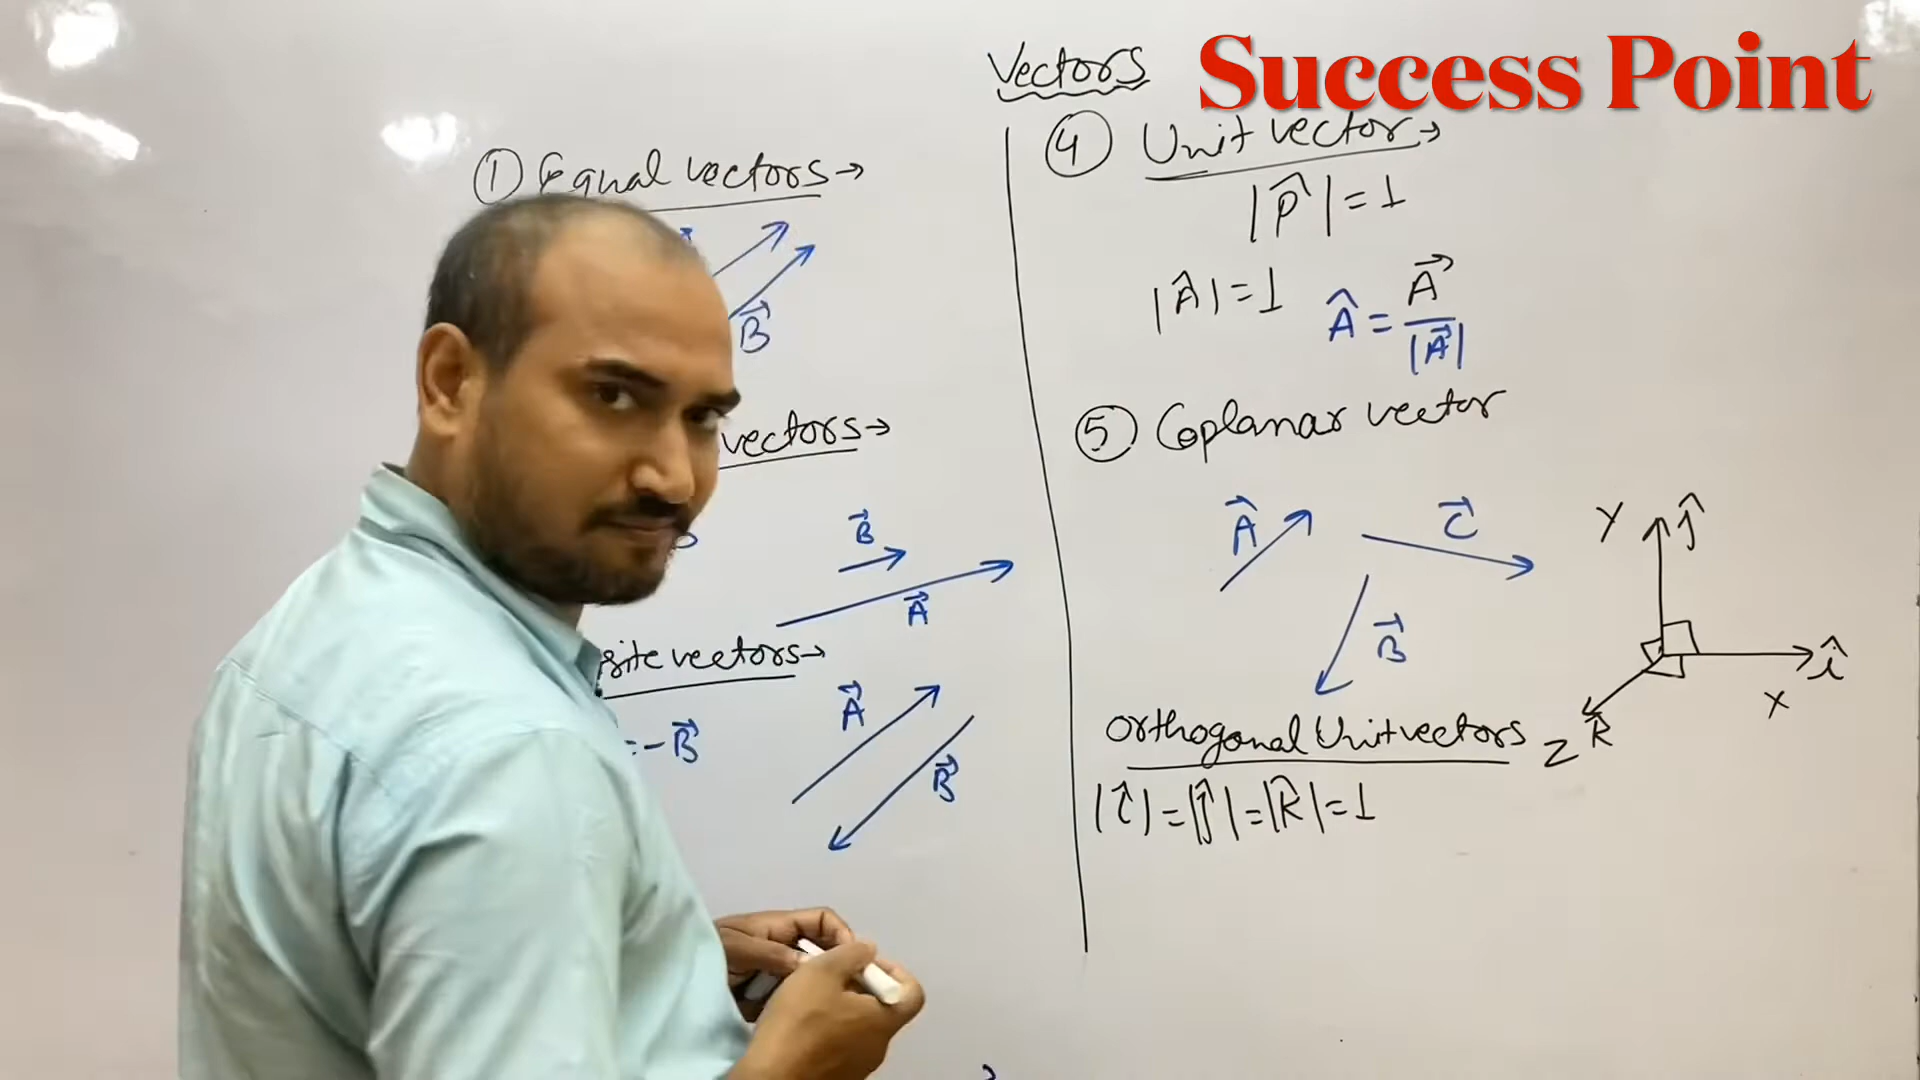 Success Point
Vectors
① Equal vectors →
B⃗
vectors →
B⃗
A⃗
site vectors →
= -B⃗
A⃗
B⃗
④ Unit vector →
|P̂| = 1
|Â| = 1 Â = A⃗ / |A⃗|
⑤ Coplanar vector
A⃗ C⃗
B⃗
Y ĵ
î
X
Z k̂
Orthogonal Unit vectors
|î| = |ĵ| = |k̂| = 1